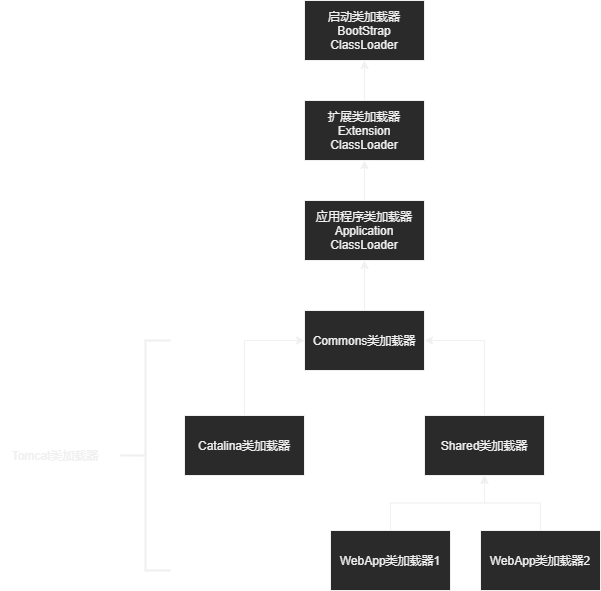 启动类加载器
BootStrap
ClassLoader
扩展类加载器
Extension
ClassLoader
应用程序类加载器
Application
ClassLoader
Commons类加载器
Catalina类加载器
Shared类加载器
Tomcat类加载器
WebApp类加载器1
WebApp类加载器2